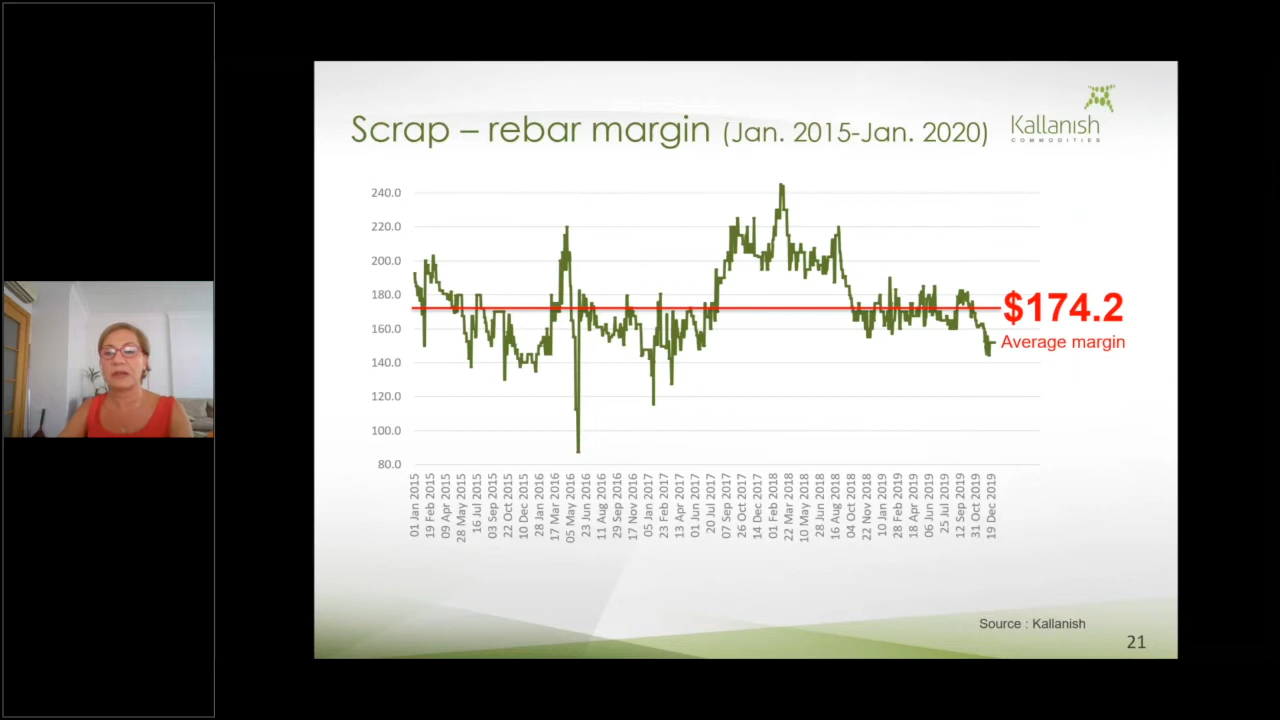 Scrap – rebar margin (Jan. 2015-Jan. 2020)
Kallanish
COMMODITIES
240.0
220.0
200.0
180.0
160.0
140.0
120.0
100.0
80.0
$174.2
Average margin
01 Jan 2015
19 Feb 2015
09 Apr 2015
28 May 2015
16 Jul 2015
03 Sep 2015
22 Oct 2015
10 Dec 2015
28 Jan 2016
17 Mar 2016
05 May 2016
23 Jun 2016
11 Aug 2016
29 Sep 2016
17 Nov 2016
05 Jan 2017
23 Feb 2017
13 Apr 2017
01 Jun 2017
20 Jul 2017
07 Sep 2017
26 Oct 2017
14 Dec 2017
01 Feb 2018
22 Mar 2018
10 May 2018
28 Jun 2018
16 Aug 2018
04 Oct 2018
22 Nov 2018
10 Jan 2019
28 Feb 2019
18 Apr 2019
06 Jun 2019
25 Jul 2019
12 Sep 2019
31 Oct 2019
19 Dec 2019
Source : Kallanish
21